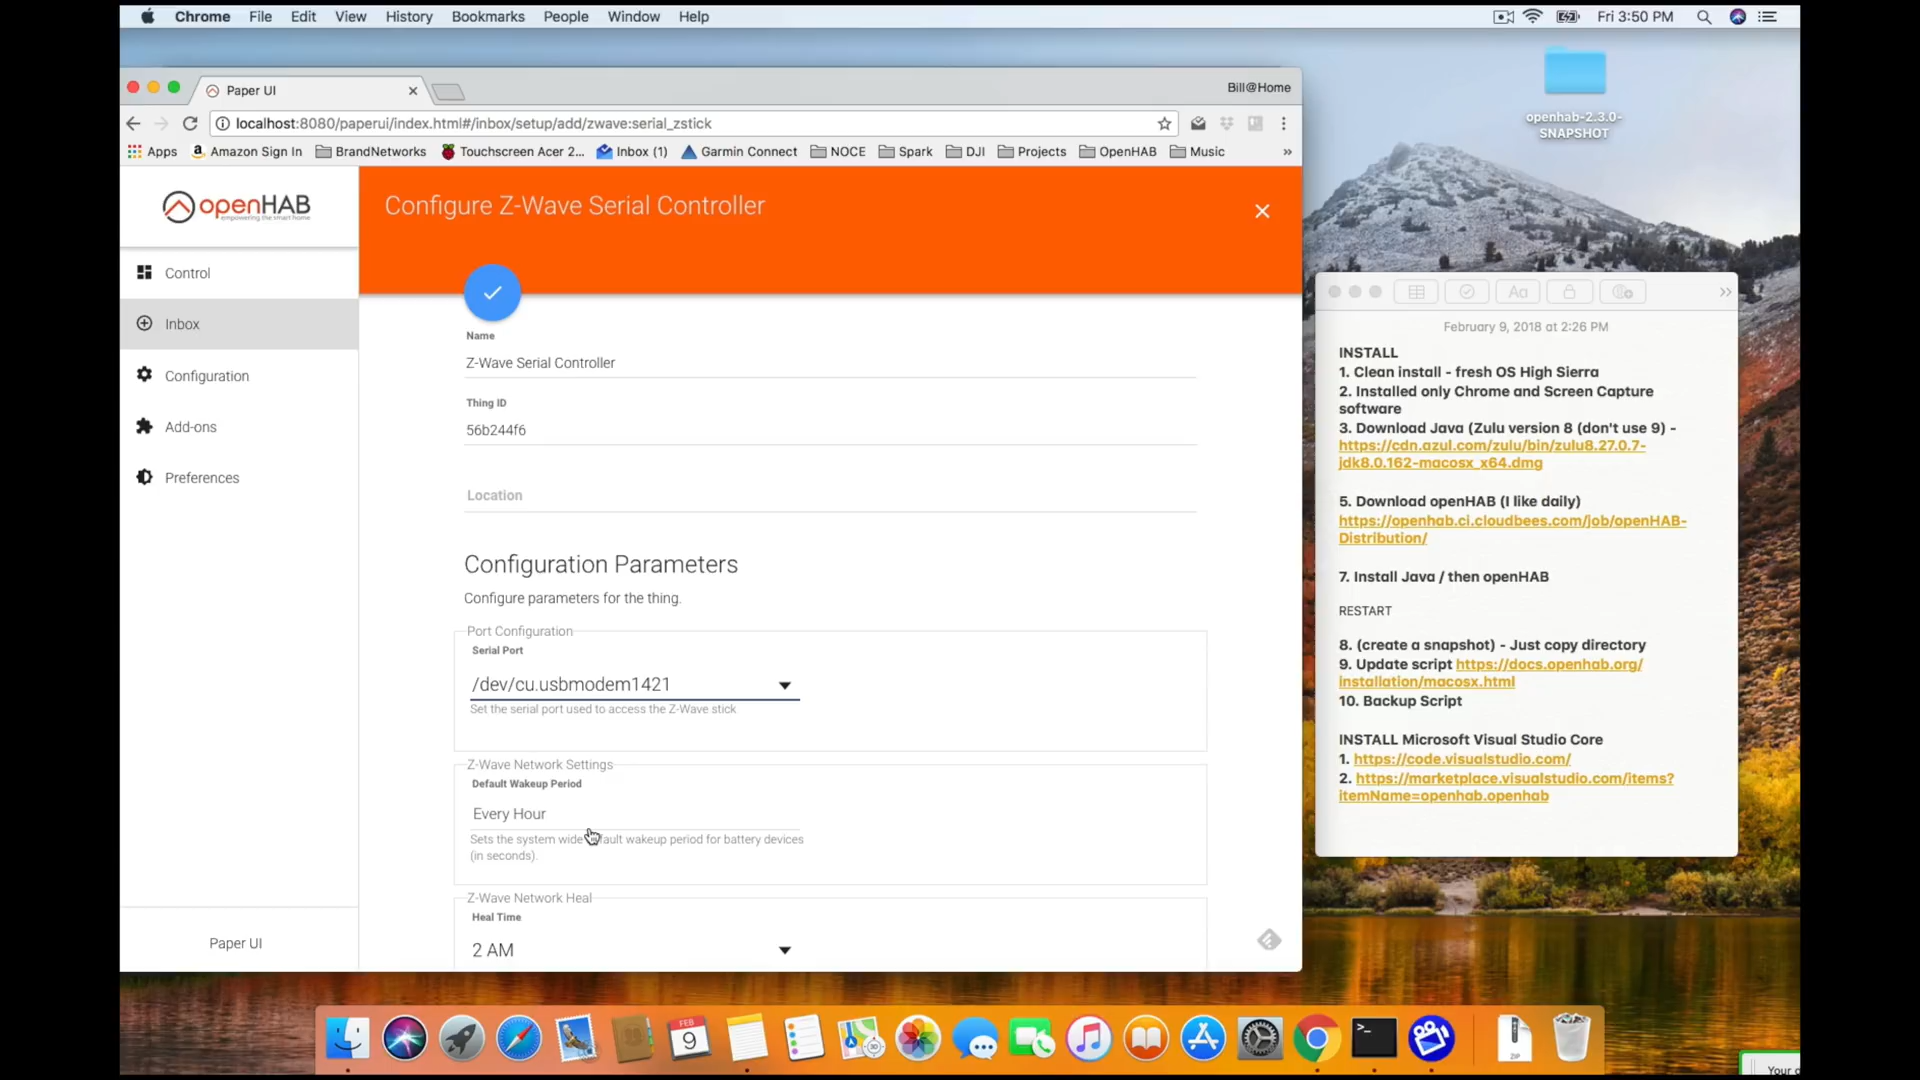 Chrome File Edit View History Bookmarks People Window Help
Fri 3:50 PM
Paper UI
Bill@Home
localhost:8080/paperui/index.html#/inbox/setup/add/zwave:serial_zstick
Apps Amazon Sign In BrandNetworks Touchscreen Acer 2... Inbox (1) Garmin Connect NOCE Spark DJI Projects OpenHAB Music »
openHAB
empowering the smart home
Control
Inbox
Configuration
Add-ons
Preferences
Paper UI
Configure Z-Wave Serial Controller
Name
Z-Wave Serial Controller
Thing ID
56b244f6
Location
Configuration Parameters
Configure parameters for the thing.
Port Configuration
Serial Port
/dev/cu.usbmodem1421
Set the serial port used to access the Z-Wave stick
Z-Wave Network Settings
Default Wakeup Period
Every Hour
Sets the system wide fault wakeup period for battery devices
(in seconds).
Z-Wave Network Heal
Heal Time
2 AM
openhab-2.3.0-
SNAPSHOT
Aa
»
February 9, 2018 at 2:26 PM
INSTALL
1. Clean install - fresh OS High Sierra
2. Installed only Chrome and Screen Capture
software
3. Download Java (Zulu version 8 (don't use 9) -
https://cdn.azul.com/zulu/bin/zulu8.27.0.7-
jdk8.0.162-macosx_x64.dmg
5. Download openHAB (I like daily)
https://openhab.ci.cloudbees.com/job/openHAB-
Distribution/
7. Install Java / then openHAB
RESTART
8. (create a snapshot) - Just copy directory
9. Update script https://docs.openhab.org/
installation/macosx.html
10. Backup Script
INSTALL Microsoft Visual Studio Core
1. https://code.visualstudio.com/
2. https://marketplace.visualstudio.com/items?
itemName=openhab.openhab
FEB
9
ZIP
Your